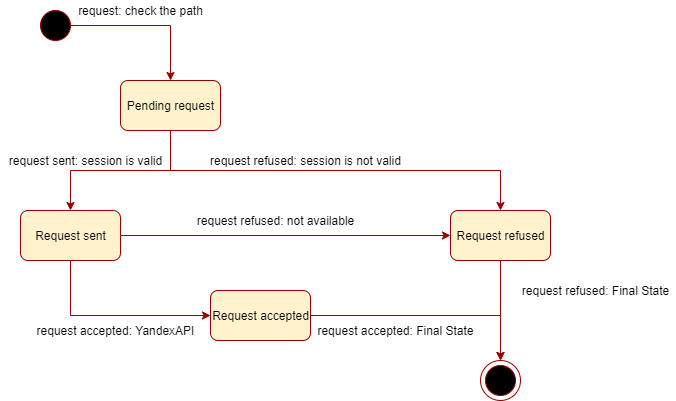 request: check the path
Pending request
request sent: session is valid
request refused: session is not valid
Request sent
request refused: not available
Request refused
request refused: Final State
Request accepted
request accepted: YandexAPI
request accepted: Final State